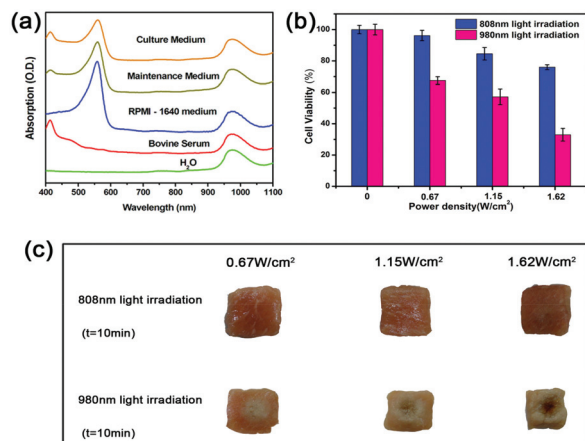 (a)
Culture Medium
Maintenance Medium
RPMI - 1640 medium
Bovine Serum
H2O
Absorption (O.D.)
400 500 600 700 800 900 1000 1100
Wavelength (nm)
(b)
808nm light irradiation
980nm light irradiation
100
80
60
40
20
0
Cell Viability (%)
0 0.67 1.15 1.62
Power density(W/cm²)
(c)
0.67W/cm² 1.15W/cm² 1.62W/cm²
808nm light irradiation
(t=10min)
980nm light irradiation
(t=10min)